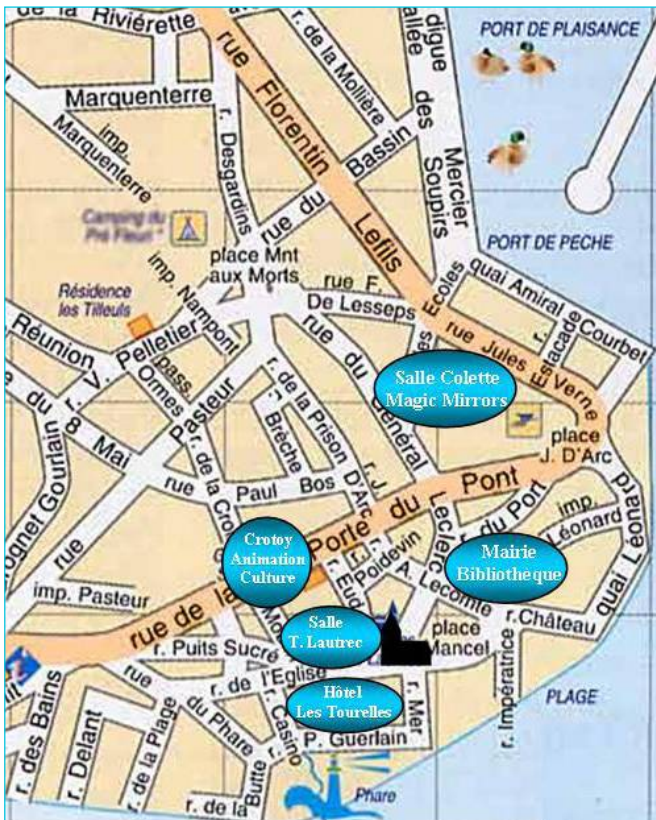 de la Riviérette
r. de la Mollière
digue
allée
des
Mercier
Soupirs
PORT DE PLAISANCE
Marquenterre
imp.
Marquenterre
r. Desgardins
rue Florentin
Lefils
rue du Bassin
Camping du
Pré Fleuri *
place Mnt
aux Morts
PORT DE PECHE
quai Amiral Courbet
rue F.
De Lesseps
Ecoles
rue Jules Verne
r. Estacade
Résidence
les Tilleuls
imp. Nampont
Réunion
r. V. Pelletier
pass.
Ormes
Pasteur
rue du Général
Leclerc
Salle Colette
Magic Mirrors
place
J. D'Arc
du 8 Mai
r. de la Prison
Brèche
rue Paul Bos
r. J.
D'Arc
r. de la Cro
rue
rue de la Porte du Pont
r. du Port
imp.
Léonard
quai Léonard
Crotoy
Animation
Culture
Poidevin
r. Eud
A. Lecomte
Mairie
Bibliotheque
imp. Pasteur
Salle
T. Lautrec
place
Mancel
r. Château
r. Puits Sucré
r. de l'Eglise
r. Impératrice
PLAGE
Hôtel
Les Tourelles
r. Mer
r. des Bains
r. Delant
r. de la Plage
rue
du Phare
r. Casino
P. Guerlain
r. de la
Butte
Phare